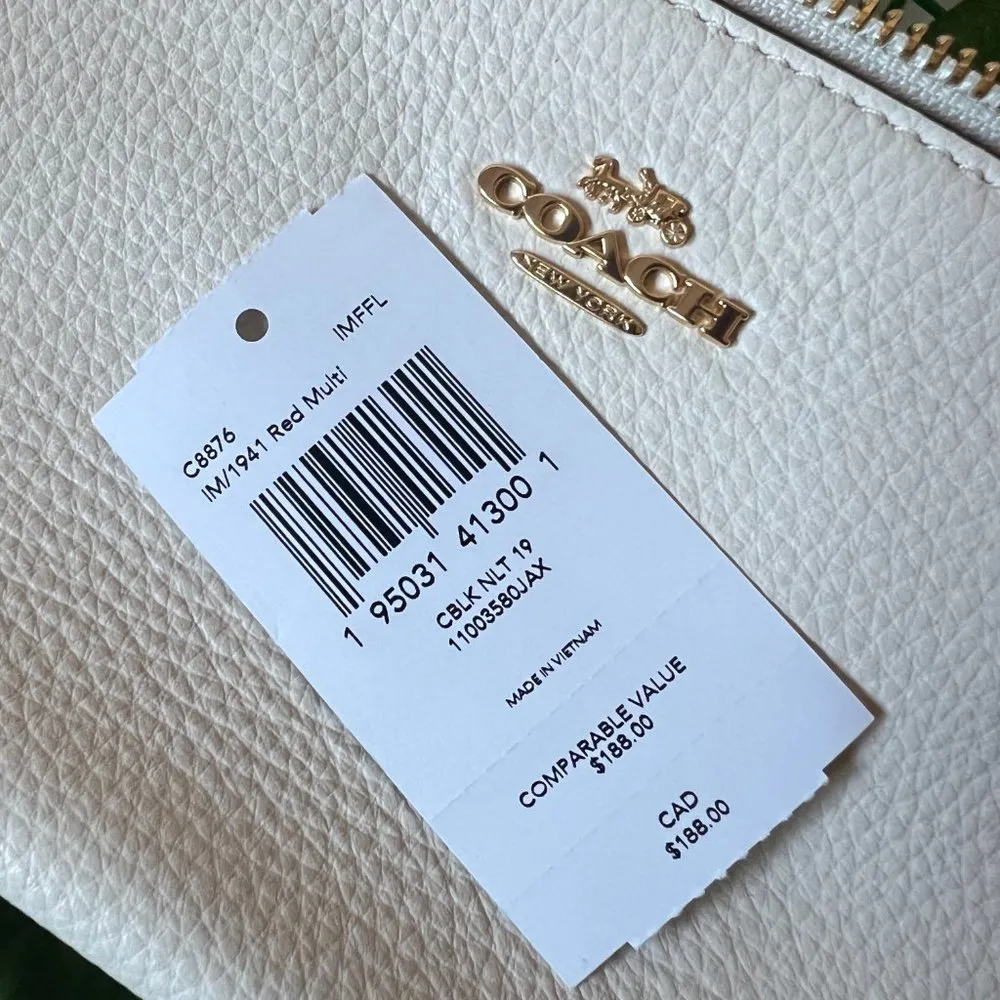 COACH
NEW YORK
IMFFL
C8876
IM/1941 Red Multi
1 95031 41300 1
CBLK NLT 19
11003580JAX
MADE IN VIETNAM
COMPARABLE VALUE
$188.00
CAD
$188.00